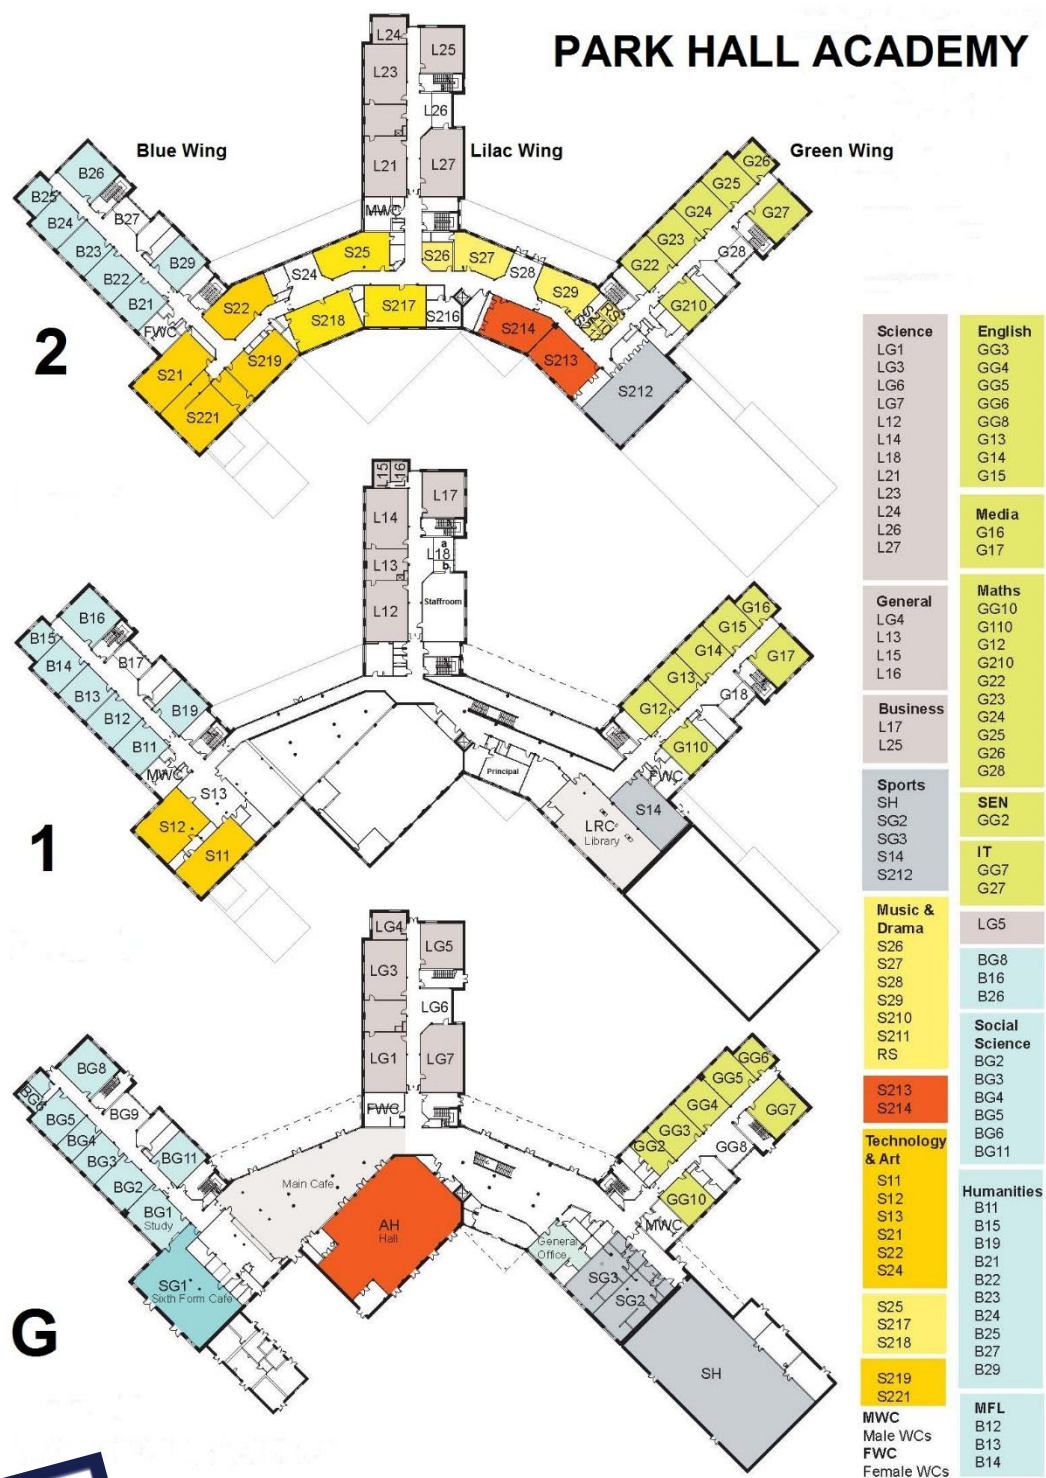 PARK HALL ACADEMY
Blue Wing
Lilac Wing
Green Wing
2
L24
L25
L23
L26
L21
L27
MWC
B26
B25
B24
B27
B23
B22
B29
B21
FWC
S22
S24
S25
S26
S27
S28
S29
S217
S216
S218
S219
S21
S221
S214
S213
S212
G26
G25
G24
G27
G23
G28
G22
G210
1
L15
L16
L17
L14
a
L18
b
L13
L12
Staffroom
B16
B15
B14
B17
B13
B12
B19
B11
MWC
S13
S12
S11
Principal
LRC
Library
S14
FWC
G16
G15
G14
G17
G13
G18
G12
G110
G
LG4
LG5
LG3
LG6
LG1
LG7
FWC
BG8
BG6
BG5
BG9
BG4
BG3
BG11
BG2
BG1
Study
SG1
Sixth Form Cafe
Main Cafe
AH
Hall
General
Office
SG3
SG2
SH
MWC
GG6
GG5
GG4
GG7
GG3
GG8
GG2
GG10
Science
LG1
LG3
LG6
LG7
L12
L14
L18
L21
L23
L24
L26
L27
General
LG4
L13
L15
L16
Business
L17
L25
Sports
SH
SG2
SG3
S14
S212
Music &
Drama
S26
S27
S28
S29
S210
S211
RS
S213
S214
Technology
& Art
S11
S12
S13
S21
S22
S24
S25
S217
S218
S219
S221
MWC
Male WCs
FWC
Female WCs
English
GG3
GG4
GG5
GG6
GG8
G13
G14
G15
Media
G16
G17
Maths
GG10
G110
G12
G210
G22
G23
G24
G25
G26
G28
SEN
GG2
IT
GG7
G27
LG5
BG8
B16
B26
Social
Science
BG2
BG3
BG4
BG5
BG6
BG11
Humanities
B11
B15
B19
B21
B22
B23
B24
B25
B27
B29
MFL
B12
B13
B14